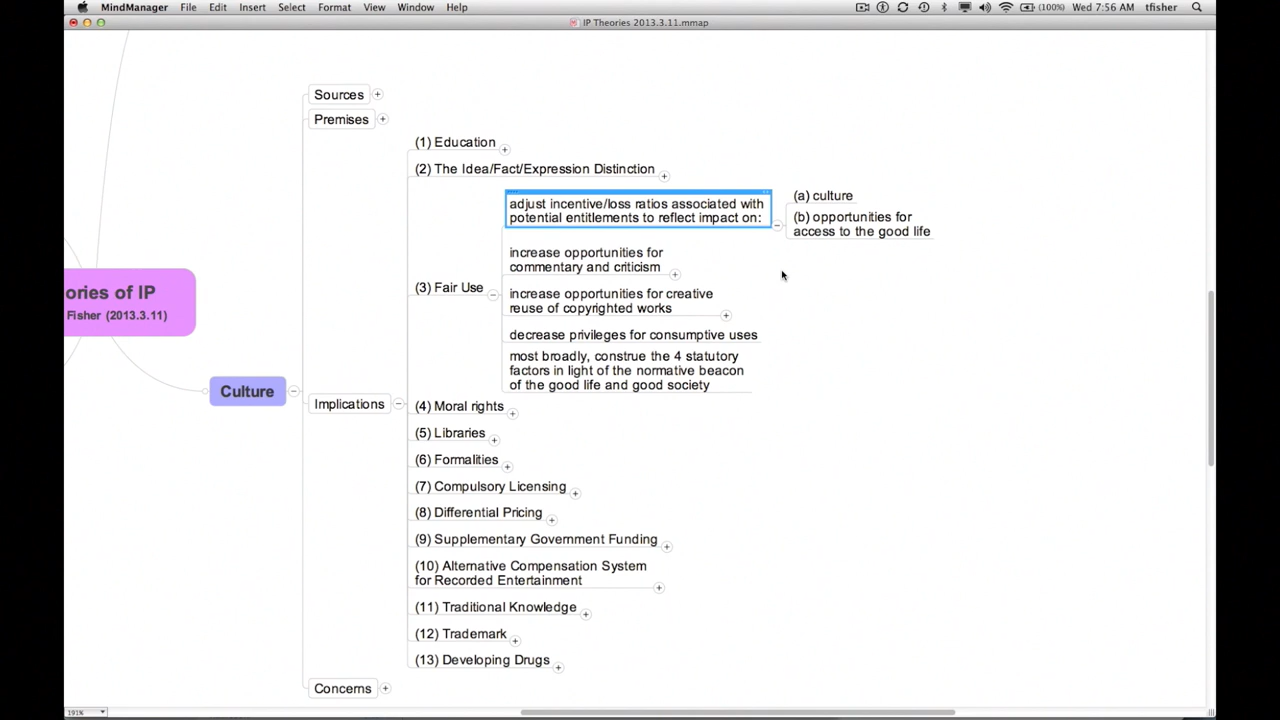 MindManager File Edit Insert Select Format View Window Help (100%) Wed 7:56 AM tfisher
IP Theories 2013.3.11.mmap
Sources
Premises
(1) Education
(2) The Idea/Fact/Expression Distinction
adjust incentive/loss ratios associated with
potential entitlements to reflect impact on:
(a) culture
(b) opportunities for
access to the good life
increase opportunities for
commentary and criticism
(3) Fair Use
increase opportunities for creative
reuse of copyrighted works
decrease privileges for consumptive uses
most broadly, construe the 4 statutory
factors in light of the normative beacon
of the good life and good society
ories of IP
Fisher (2013.3.11)
Culture
Implications
(4) Moral rights
(5) Libraries
(6) Formalities
(7) Compulsory Licensing
(8) Differential Pricing
(9) Supplementary Government Funding
(10) Alternative Compensation System
for Recorded Entertainment
(11) Traditional Knowledge
(12) Trademark
(13) Developing Drugs
Concerns
191%